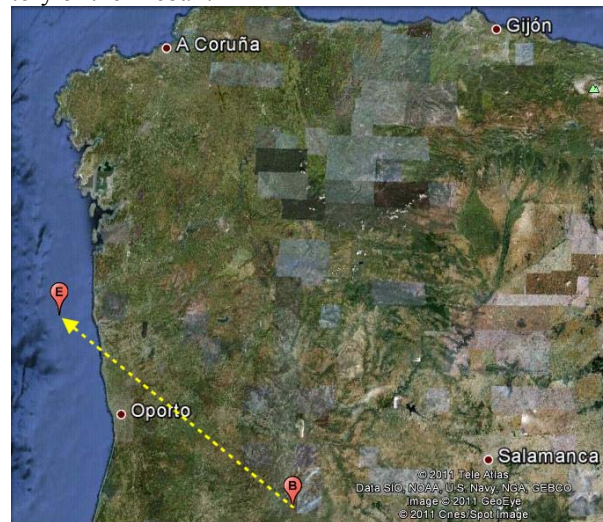 Gijón
A Coruña
E
Oporto
Salamanca
B
© 2011 Tele Atlas
Data SIO, NOAA, U.S. Navy, NGA, GEBCO
Image © 2011 GeoEye
© 2011 Cnes/Spot Image